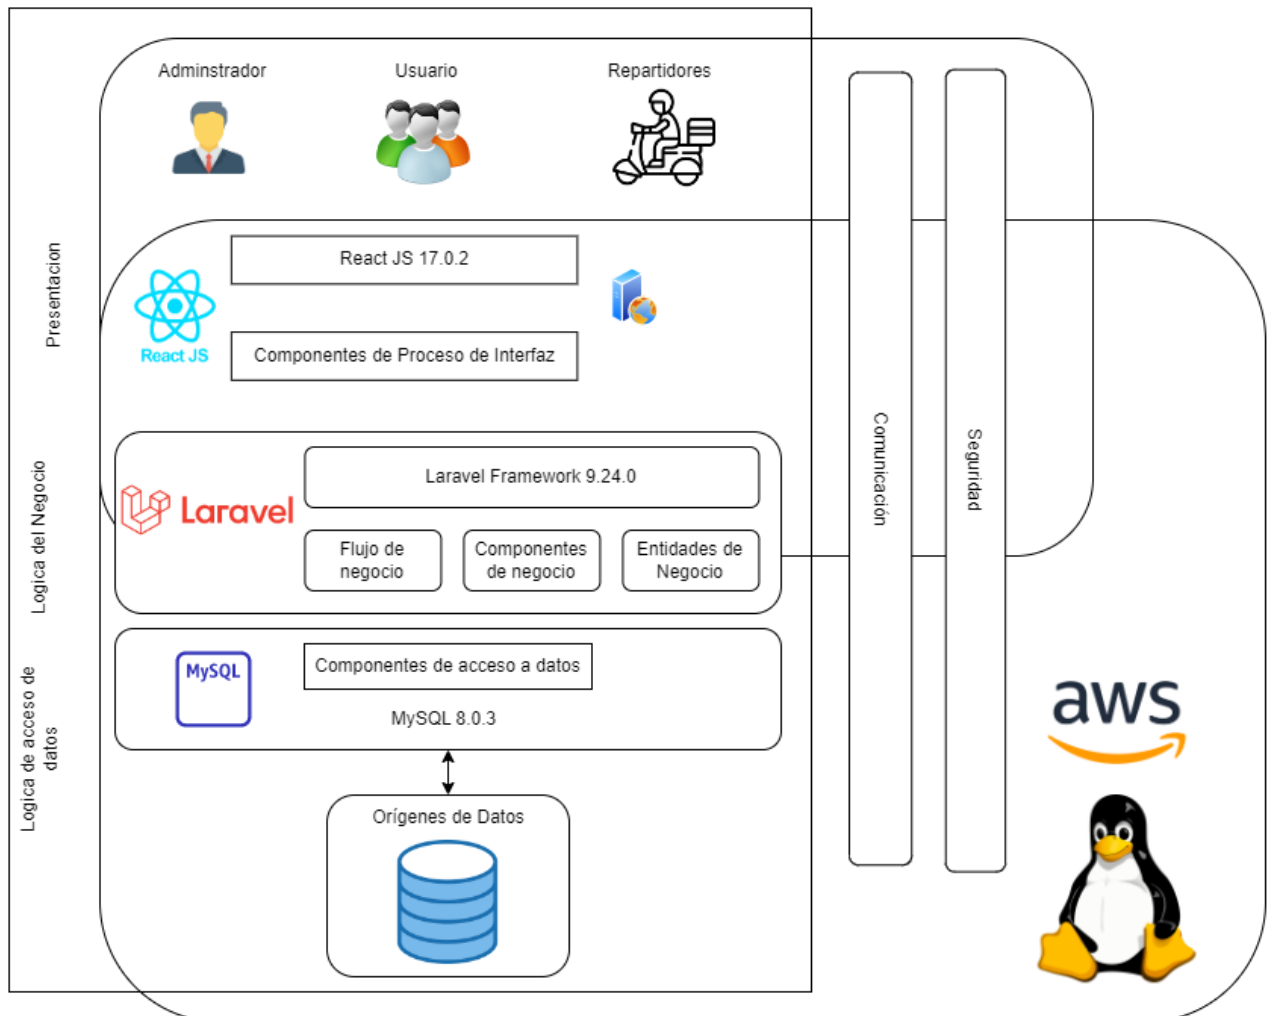 Adminstrador
Usuario
Repartidores
Presentacion
React JS 17.0.2
React JS
Componentes de Proceso de Interfaz
Logica del Negocio
Laravel
Laravel Framework 9.24.0
Flujo de
negocio
Componentes
de negocio
Entidades de
Negocio
Logica de acceso de
datos
MySQL
Componentes de acceso a datos
MySQL 8.0.3
Orígenes de Datos
Comunicación
Seguridad
aws